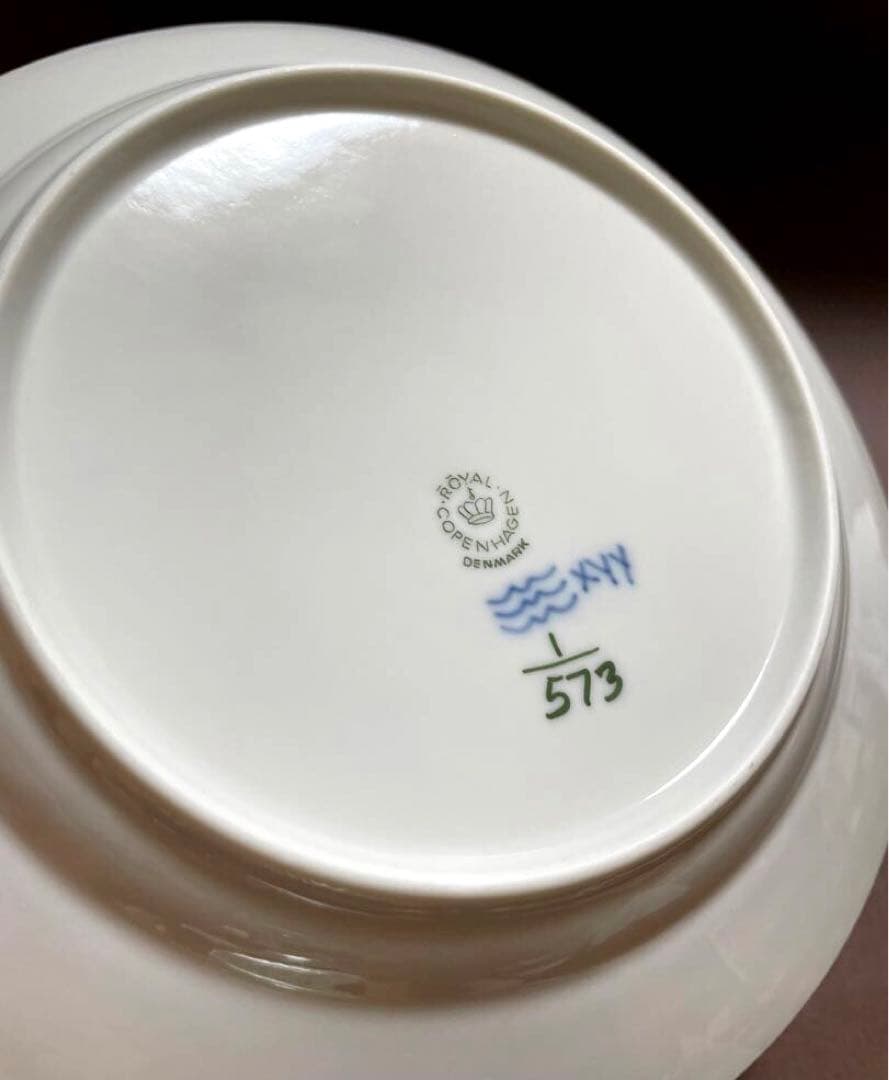 ROYAL
COPENHAGEN
DENMARK
XYY
1
573